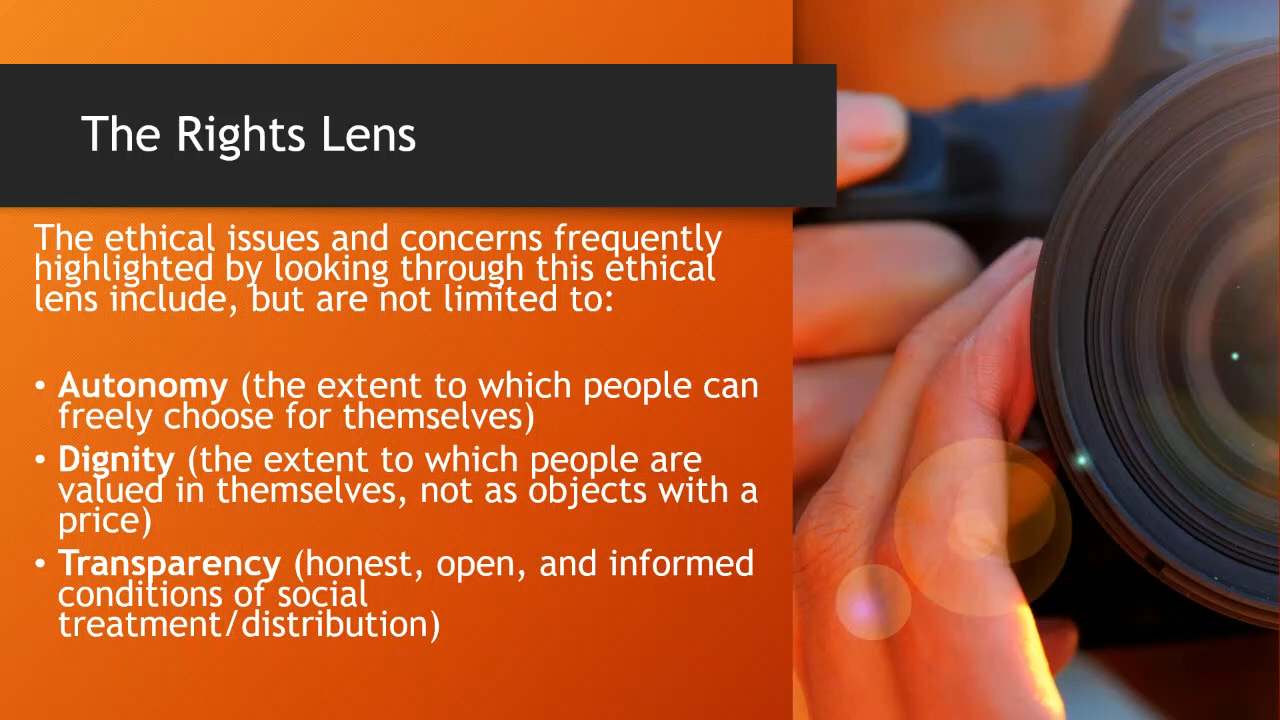 The Rights Lens
The ethical issues and concerns frequently
highlighted by looking through this ethical
lens include, but are not limited to:
• Autonomy (the extent to which people can
freely choose for themselves)
• Dignity (the extent to which people are
valued in themselves, not as objects with a
price)
• Transparency (honest, open, and informed
conditions of social
treatment/distribution)